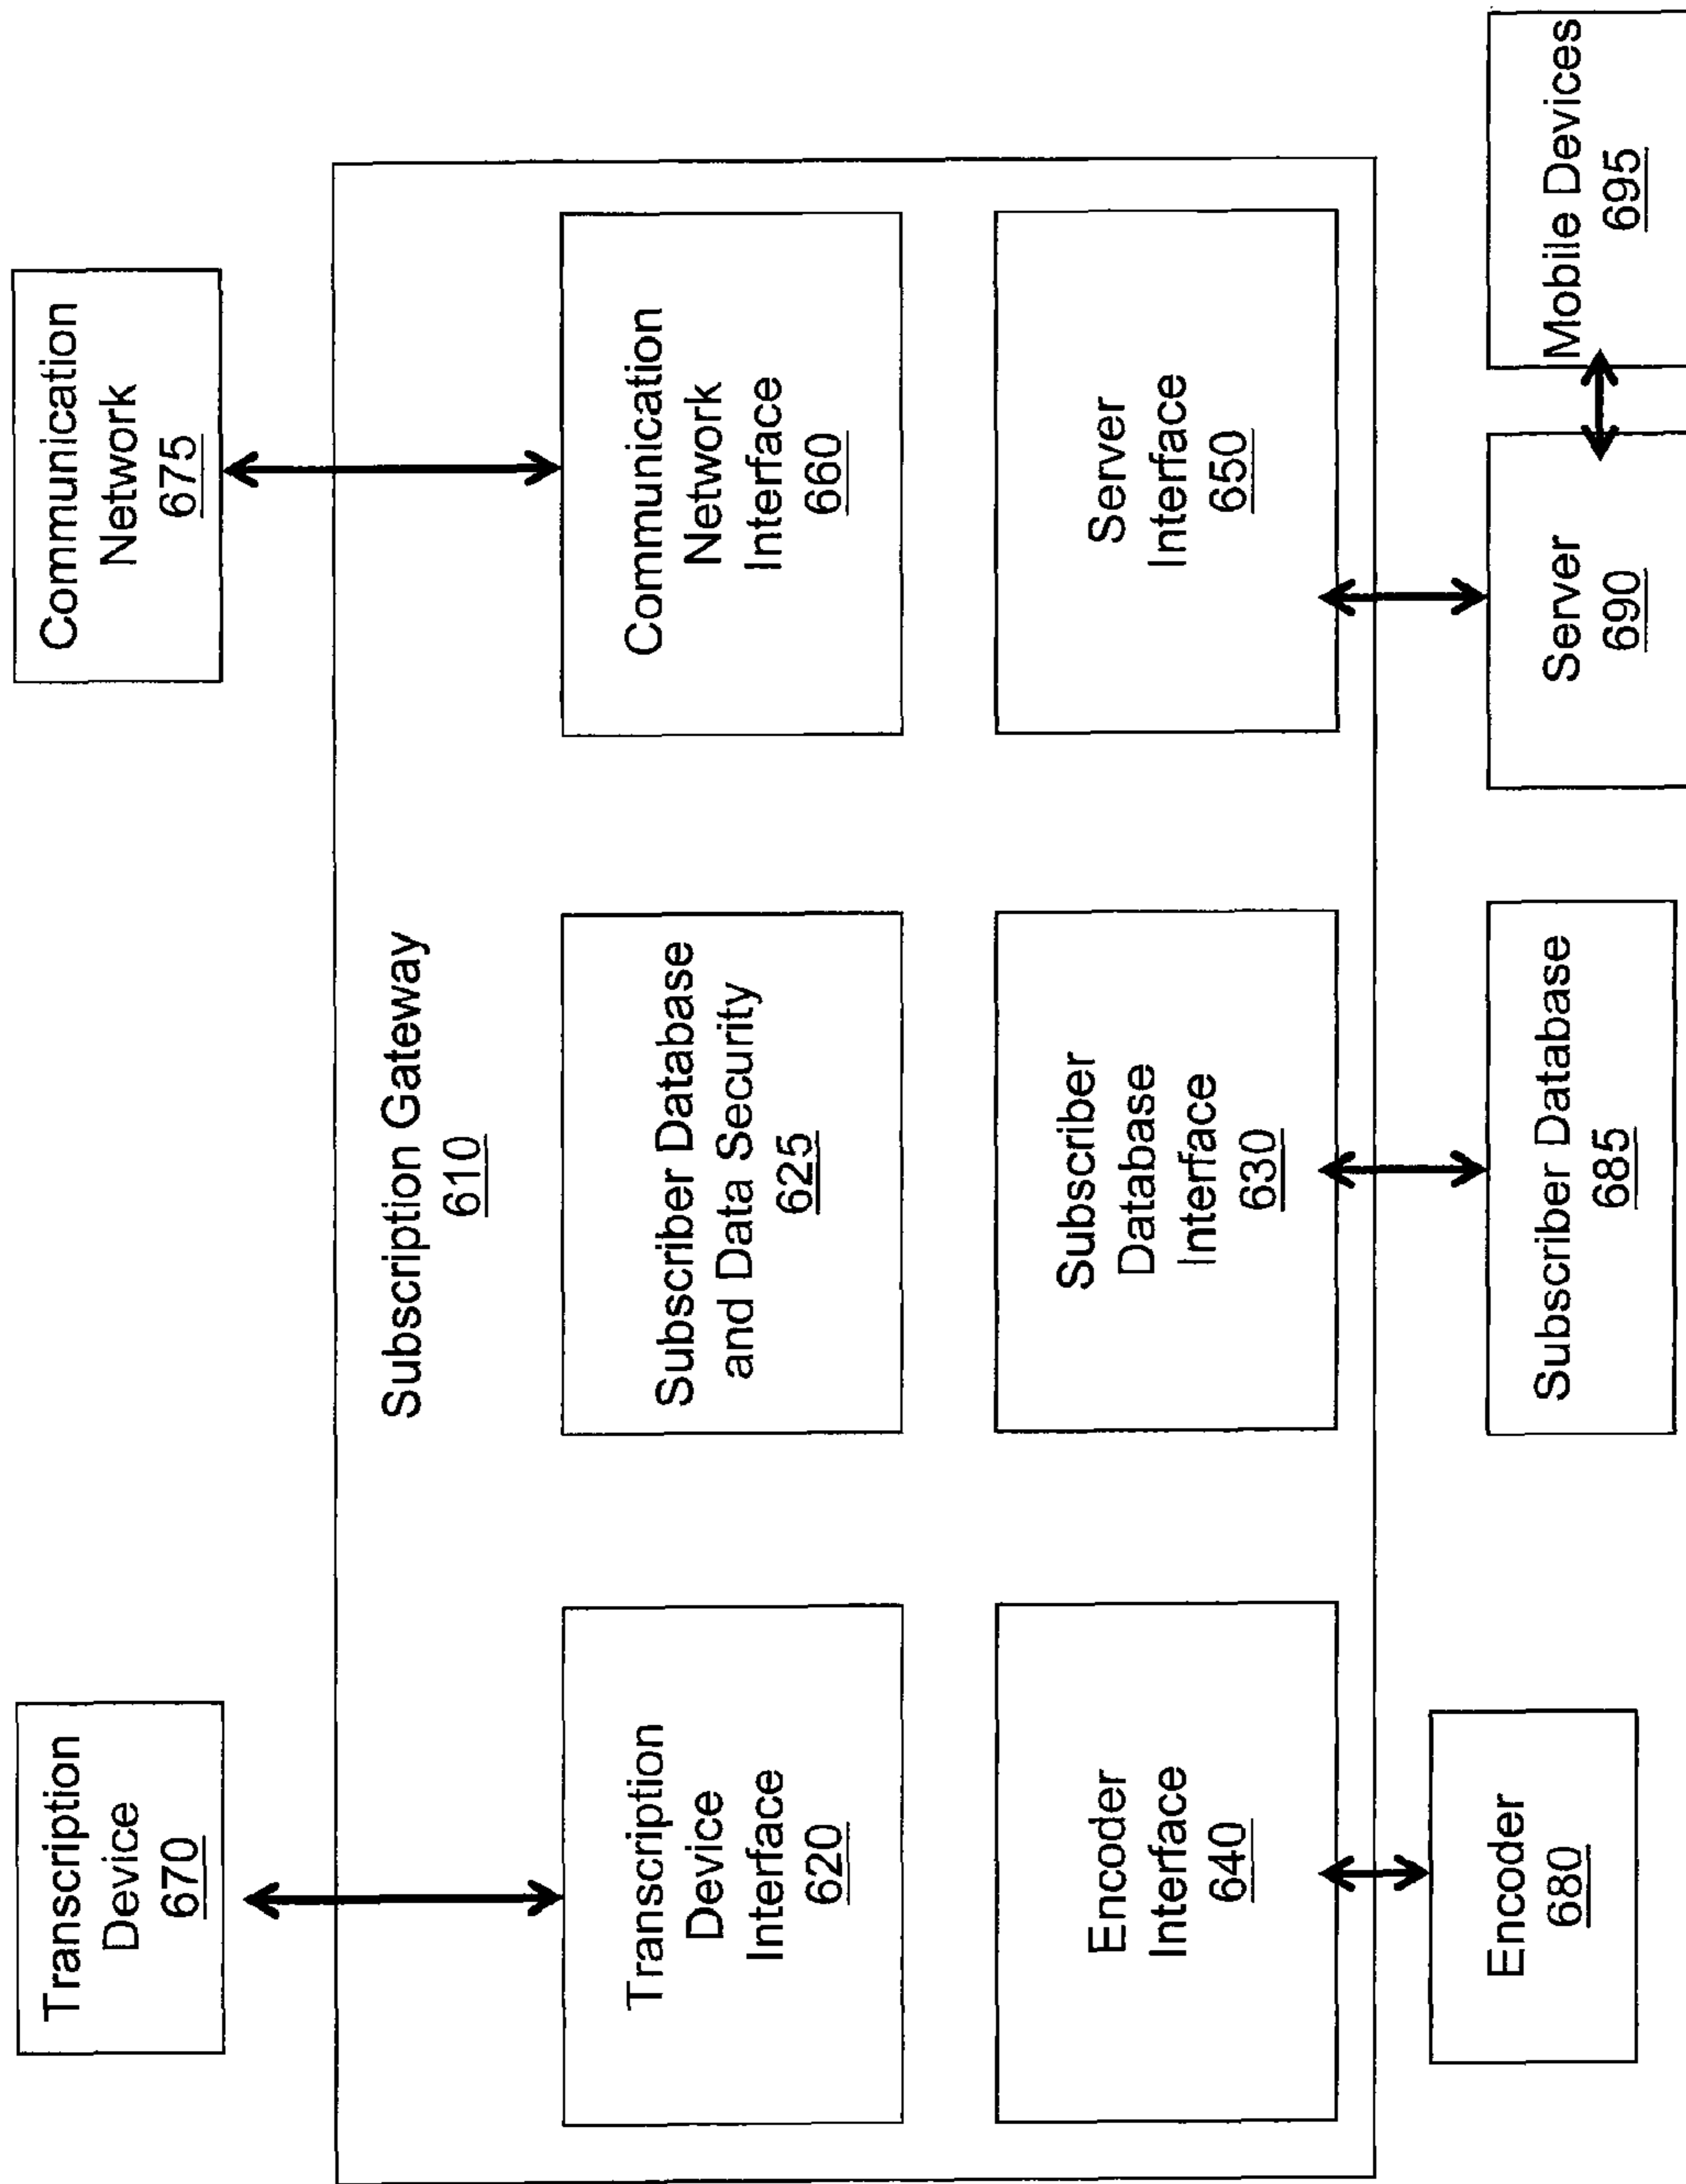 Transcription
Device
670
Communication
Network
675
Subscription Gateway
610
Transcription
Device
Interface
620
Subscriber Database
and Data Security
625
Communication
Network
Interface
660
Encoder
Interface
640
Subscriber
Database
Interface
630
Server
Interface
650
Encoder
680
Subscriber Database
685
Server
690
Mobile Devices
695